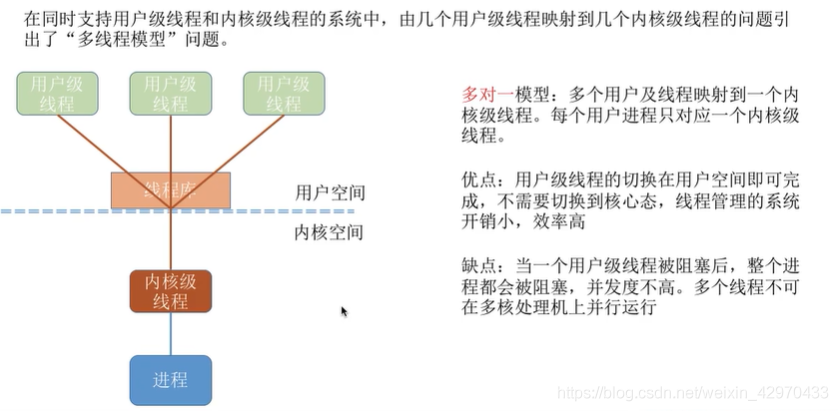 在同时支持用户级线程和内核级线程的系统中，由几个用户级线程映射到几个内核级线程的问题引
出了“多线程模型”问题。
用户级
线程
用户级
线程
用户级
线程
线程库
用户空间
内核空间
内核级
线程
进程
多对一模型：多个用户及线程映射到一个内
核级线程。每个用户进程只对应一个内核级
线程。
优点：用户级线程的切换在用户空间即可完
成，不需要切换到核心态，线程管理的系统
开销小，效率高
缺点：当一个用户级线程被阻塞后，整个进
程都会被阻塞，并发度不高。多个线程不可
在多核处理机上并行运行
https://blog.csdn.net/weixin_42970433